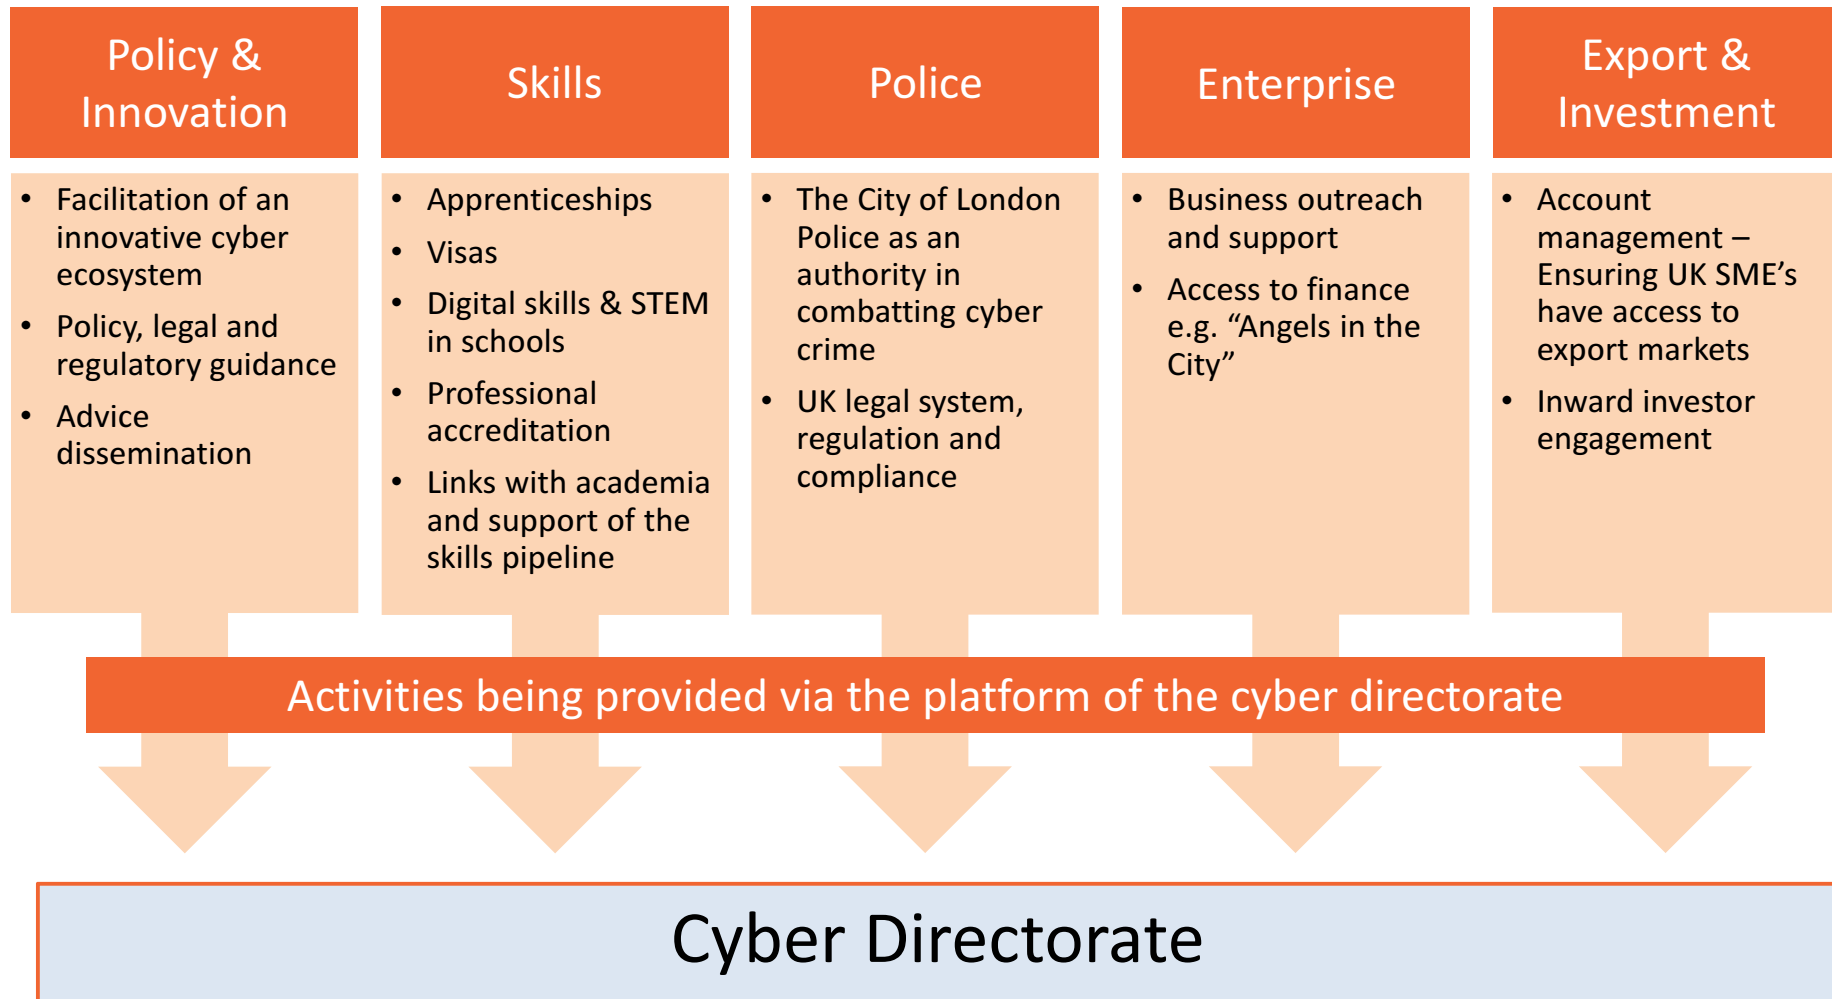 Policy &
Innovation
Skills
Police
Enterprise
Export &
Investment
• Facilitation of an
innovative cyber
ecosystem
• Policy, legal and
regulatory guidance
• Advice
dissemination
• Apprenticeships
• Visas
• Digital skills & STEM
in schools
• Professional
accreditation
• Links with academia
and support of the
skills pipeline
• The City of London
Police as an
authority in
combatting cyber
crime
• UK legal system,
regulation and
compliance
• Business outreach
and support
• Access to finance
e.g. “Angels in the
City”
• Account
management –
Ensuring UK SME’s
have access to
export markets
• Inward investor
engagement
Activities being provided via the platform of the cyber directorate
Cyber Directorate